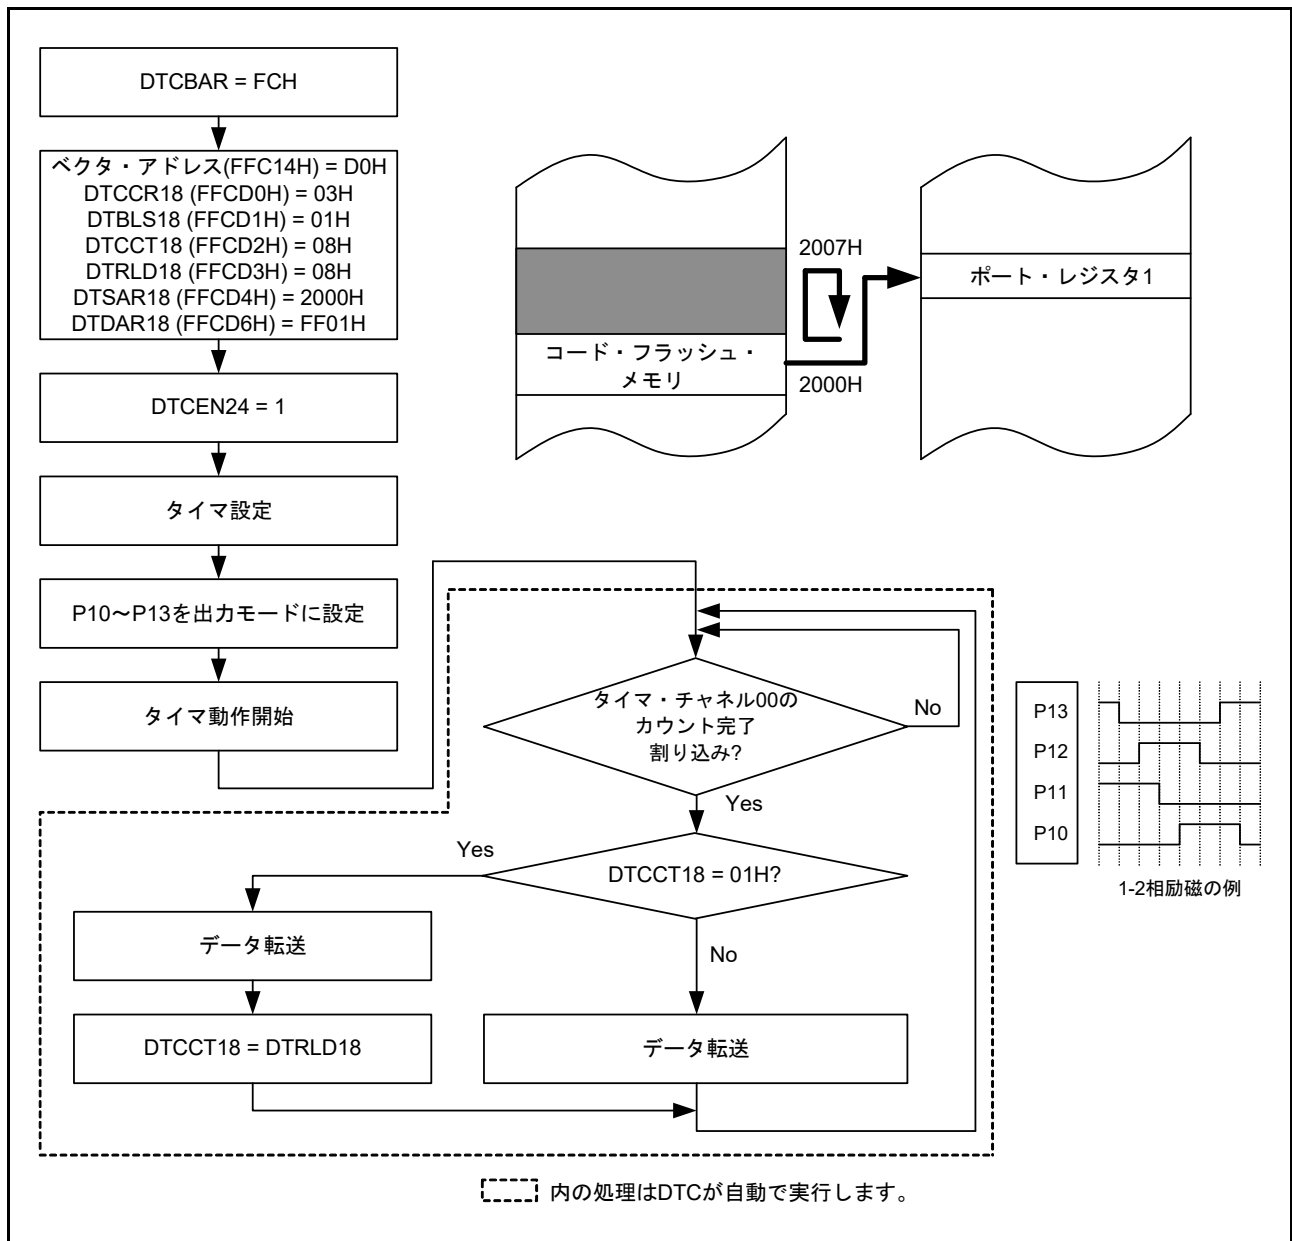 DTCBAR = FCH
ベクタ・アドレス(FFC14H) = D0H
DTCCR18 (FFCD0H) = 03H
DTBLS18 (FFCD1H) = 01H
DTCCT18 (FFCD2H) = 08H
DTRLD18 (FFCD3H) = 08H
DTSAR18 (FFCD4H) = 2000H
DTDAR18 (FFCD6H) = FF01H
DTCEN24 = 1
タイマ設定
P10～P13を出力モードに設定
タイマ動作開始
2007H
コード・フラッシュ・
メモリ
2000H
ポート・レジスタ1
タイマ・チャネル00の
カウント完了
割り込み?
No
Yes
DTCCT18 = 01H?
Yes
No
データ転送
DTCCT18 = DTRLD18
データ転送
P13
P12
P11
P10
1-2相励磁の例
内の処理はDTCが自動で実行します。